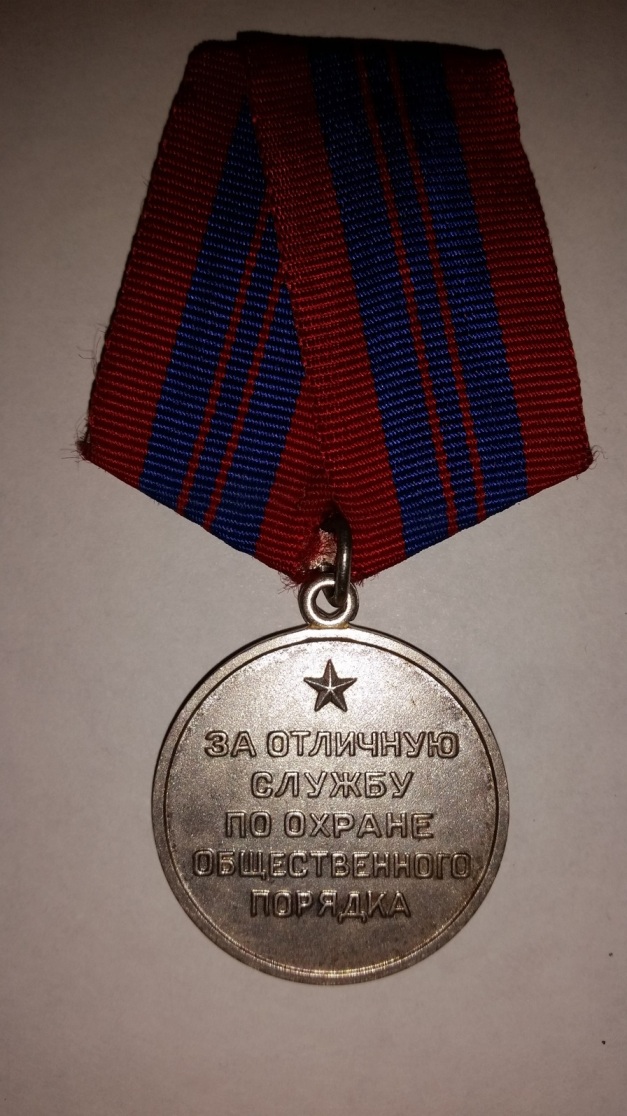 ЗА ОТЛИЧНУЮ
СЛУЖБУ
ПО ОХРАНЕ
ОБЩЕСТВЕННОГО
ПОРЯДКА